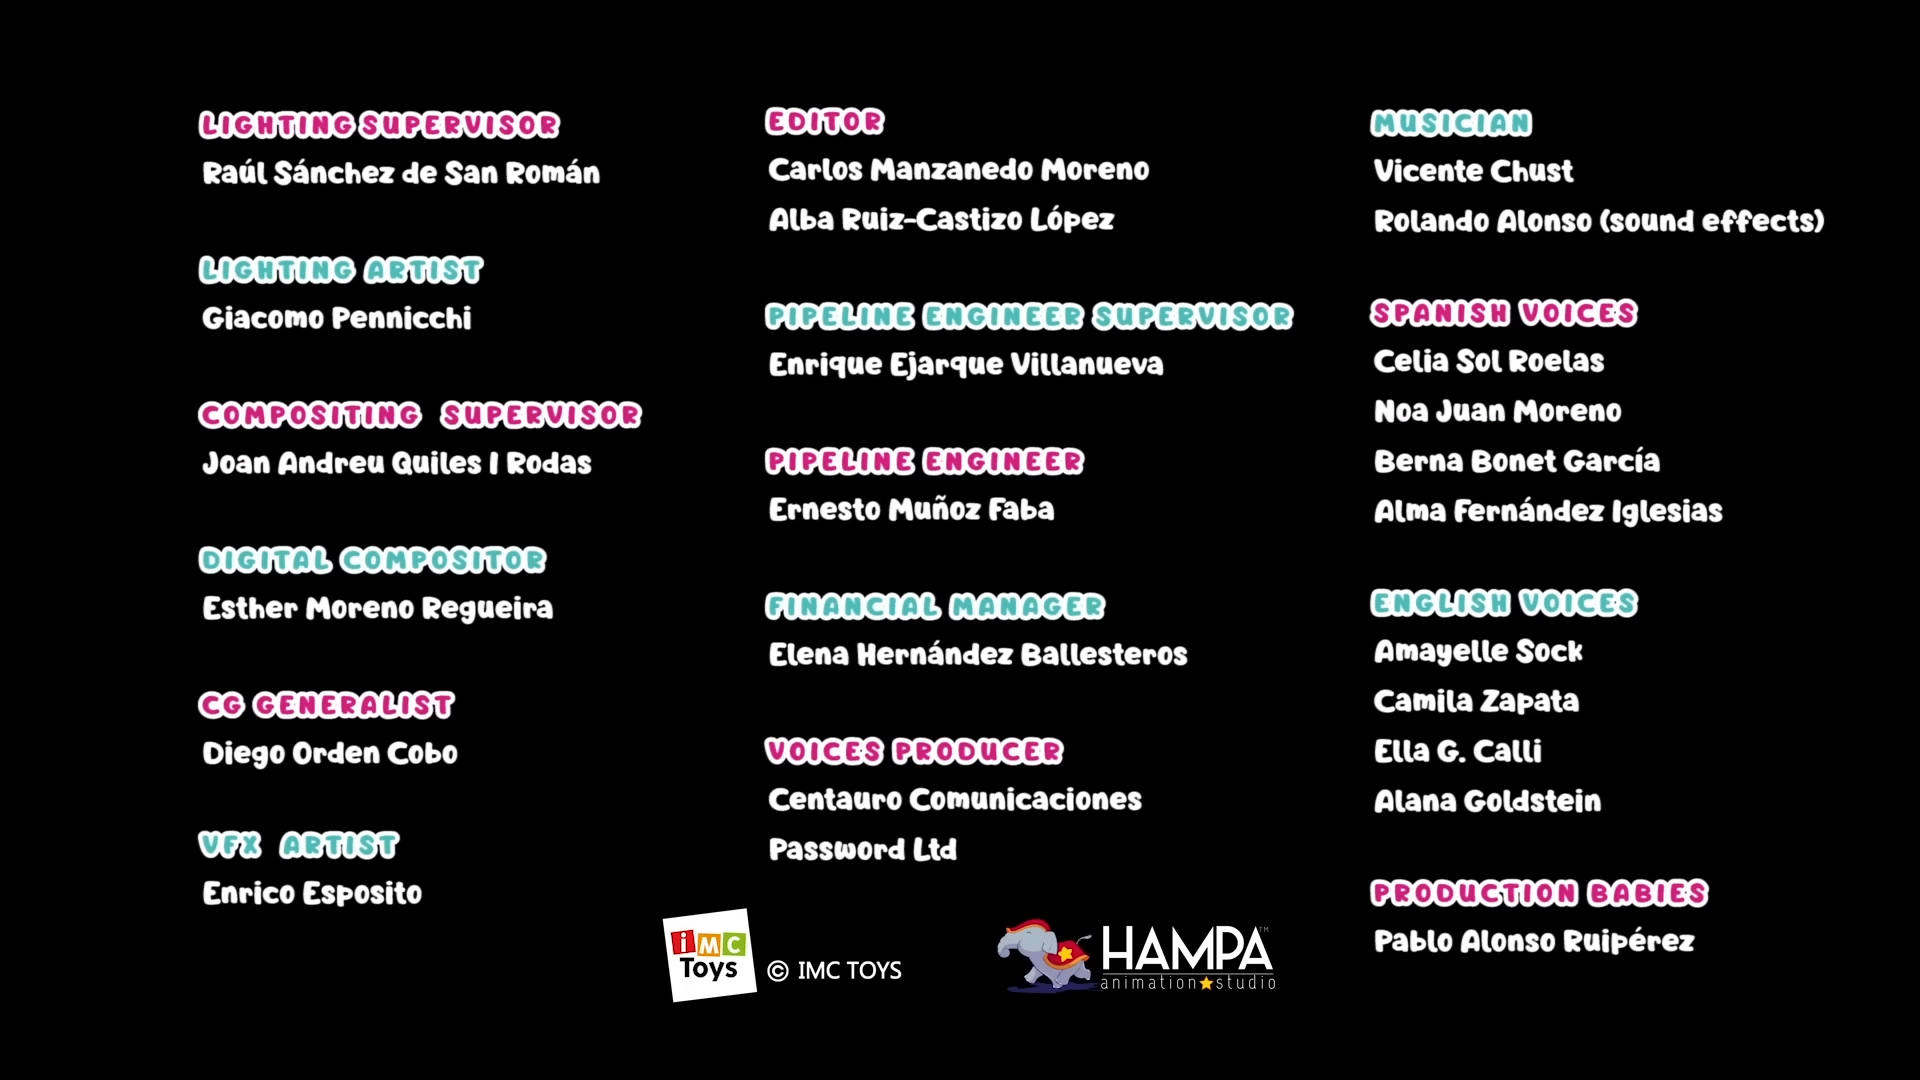 LIGHTING SUPERVISOR
Raúl Sánchez de San Román
LIGHTING ARTIST
Giacomo Pennicchi
COMPOSITING SUPERVISOR
Joan Andreu Quiles I Rodas
DIGITAL COMPOSITOR
Esther Moreno Regueira
CG GENERALIST
Diego Orden Cobo
VFX ARTIST
Enrico Esposito
EDITOR
Carlos Manzanedo Moreno
Alba Ruiz-Castizo López
PIPELINE ENGINEER SUPERVISOR
Enrique Ejarque Villanueva
PIPELINE ENGINEER
Ernesto Muñoz Faba
FINANCIAL MANAGER
Elena Hernández Ballesteros
VOICES PRODUCER
Centauro Comunicaciones
Password Ltd
MUSICIAN
Vicente Chust
Rolando Alonso (sound effects)
SPANISH VOICES
Celia Sol Roelas
Noa Juan Moreno
Berna Bonet García
Alma Fernández Iglesias
ENGLISH VOICES
Amayelle Sock
Camila Zapata
Ella G. Calli
Alana Goldstein
PRODUCTION BABIES
Pablo Alonso Ruipérez
iMC
Toys
© IMC TOYS
HAMPA™
animation studio